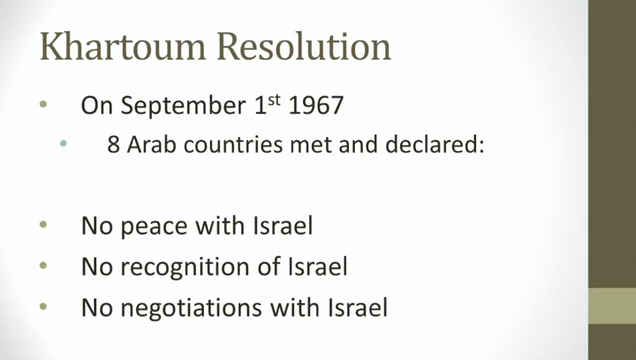 Khartoum Resolution
• On September 1st 1967
• 8 Arab countries met and declared:
• No peace with Israel
• No recognition of Israel
• No negotiations with Israel